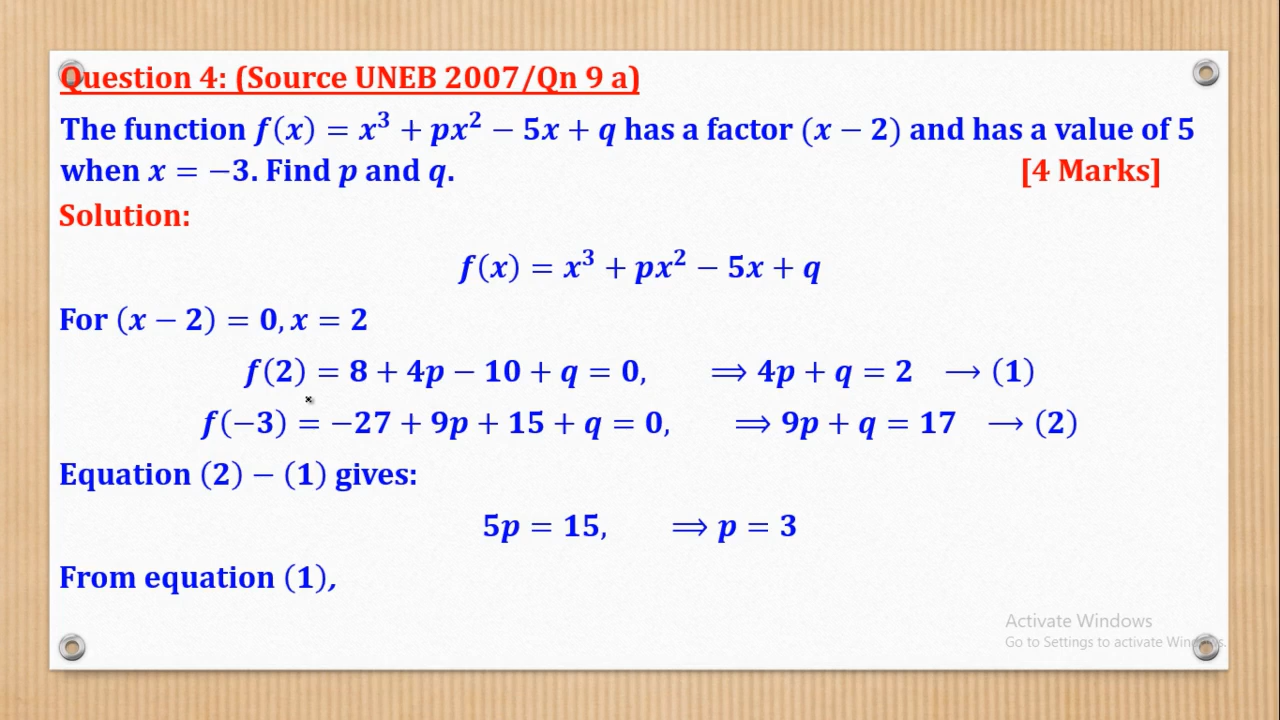 Question 4: (Source UNEB 2007/Qn 9 a)
The function f(x) = x³ + px² − 5x + q has a factor (x − 2) and has a value of 5
when x = −3. Find p and q. [4 Marks]
Solution:
f(x) = x³ + px² − 5x + q
For (x − 2) = 0, x = 2
f(2) = 8 + 4p − 10 + q = 0, ⟹ 4p + q = 2 ⟶ (1)
f(−3) = −27 + 9p + 15 + q = 0, ⟹ 9p + q = 17 ⟶ (2)
Equation (2) − (1) gives:
5p = 15, ⟹ p = 3
From equation (1),
Activate Windows
Go to Settings to activate Windows.